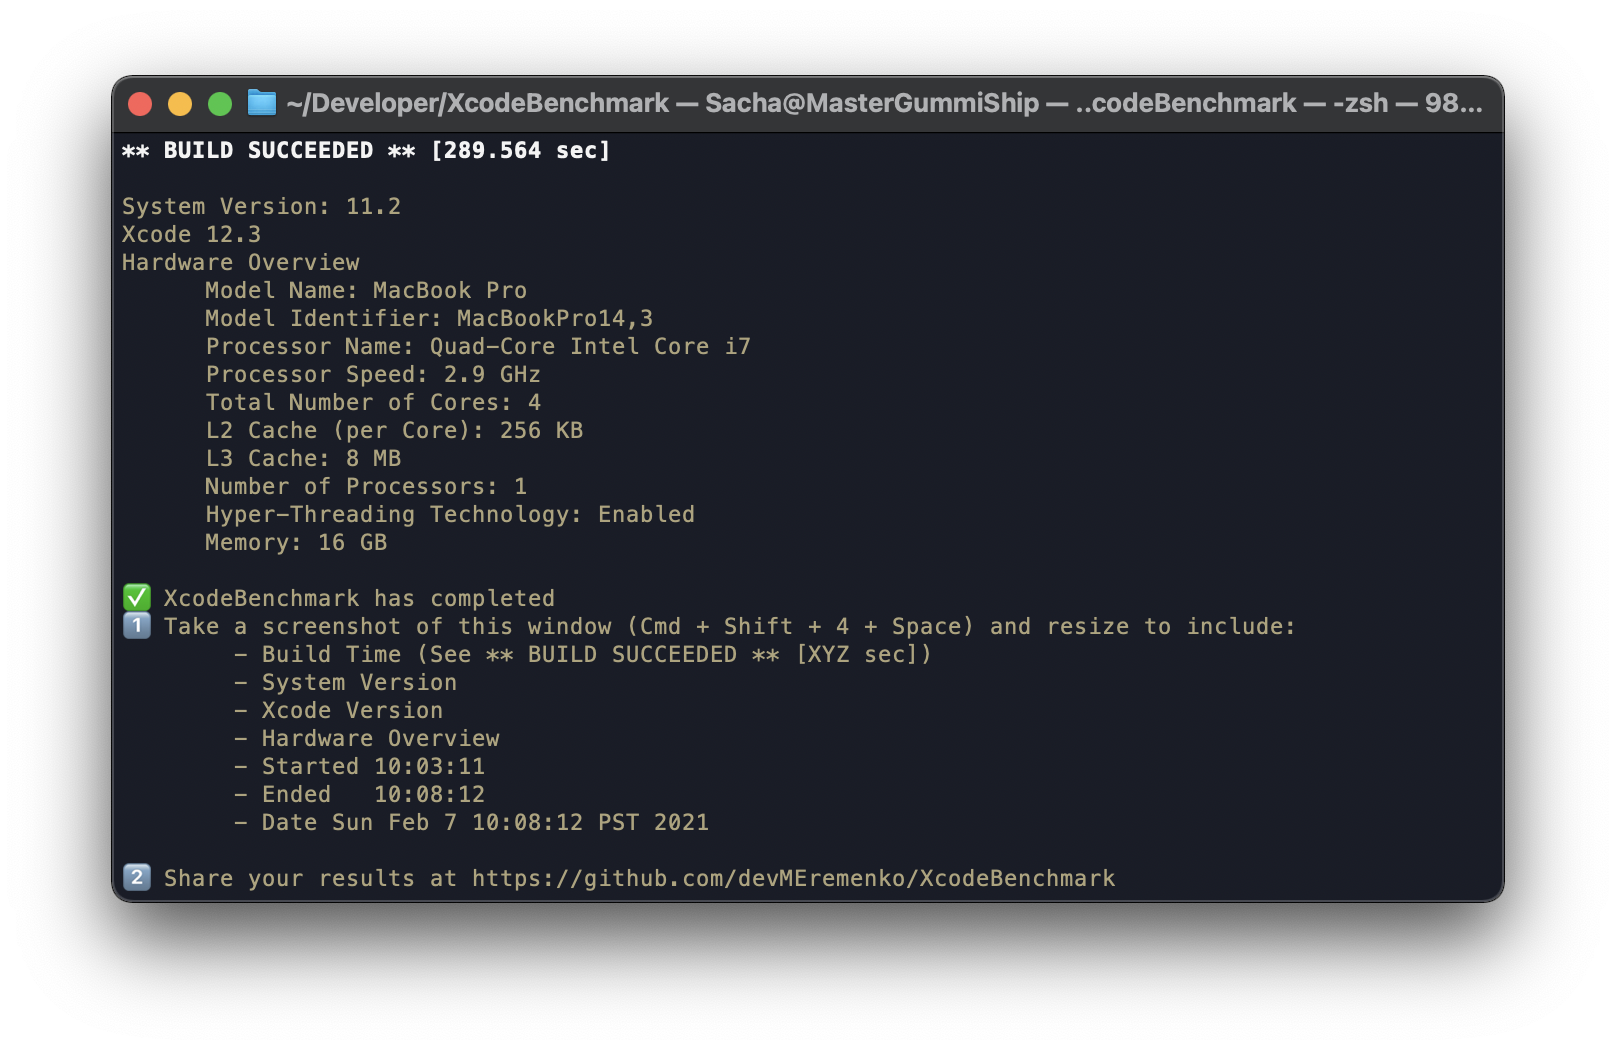 ~/Developer/XcodeBenchmark — Sacha@MasterGummiShip — ..codeBenchmark — -zsh — 98...
** BUILD SUCCEEDED ** [289.564 sec]
System Version: 11.2
Xcode 12.3
Hardware Overview
Model Name: MacBook Pro
Model Identifier: MacBookPro14,3
Processor Name: Quad-Core Intel Core i7
Processor Speed: 2.9 GHz
Total Number of Cores: 4
L2 Cache (per Core): 256 KB
L3 Cache: 8 MB
Number of Processors: 1
Hyper-Threading Technology: Enabled
Memory: 16 GB
✅ XcodeBenchmark has completed
1️⃣ Take a screenshot of this window (Cmd + Shift + 4 + Space) and resize to include:
- Build Time (See ** BUILD SUCCEEDED ** [XYZ sec])
- System Version
- Xcode Version
- Hardware Overview
- Started 10:03:11
- Ended   10:08:12
- Date Sun Feb 7 10:08:12 PST 2021
2️⃣ Share your results at https://github.com/devMEremenko/XcodeBenchmark